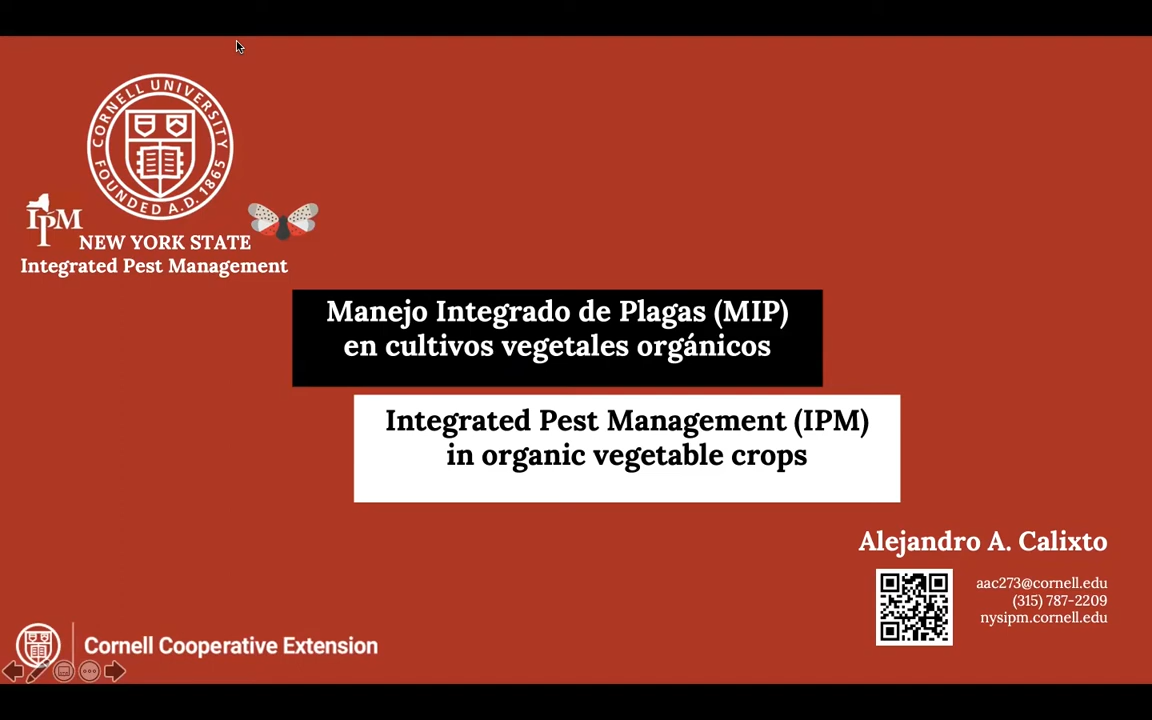 CORNELL UNIVERSITY
FOUNDED A.D. 1865
IPM
NEW YORK STATE
Integrated Pest Management
Manejo Integrado de Plagas (MIP)
en cultivos vegetales orgánicos
Integrated Pest Management (IPM)
in organic vegetable crops
Alejandro A. Calixto
aac273@cornell.edu
(315) 787-2209
nysipm.cornell.edu
Cornell Cooperative Extension